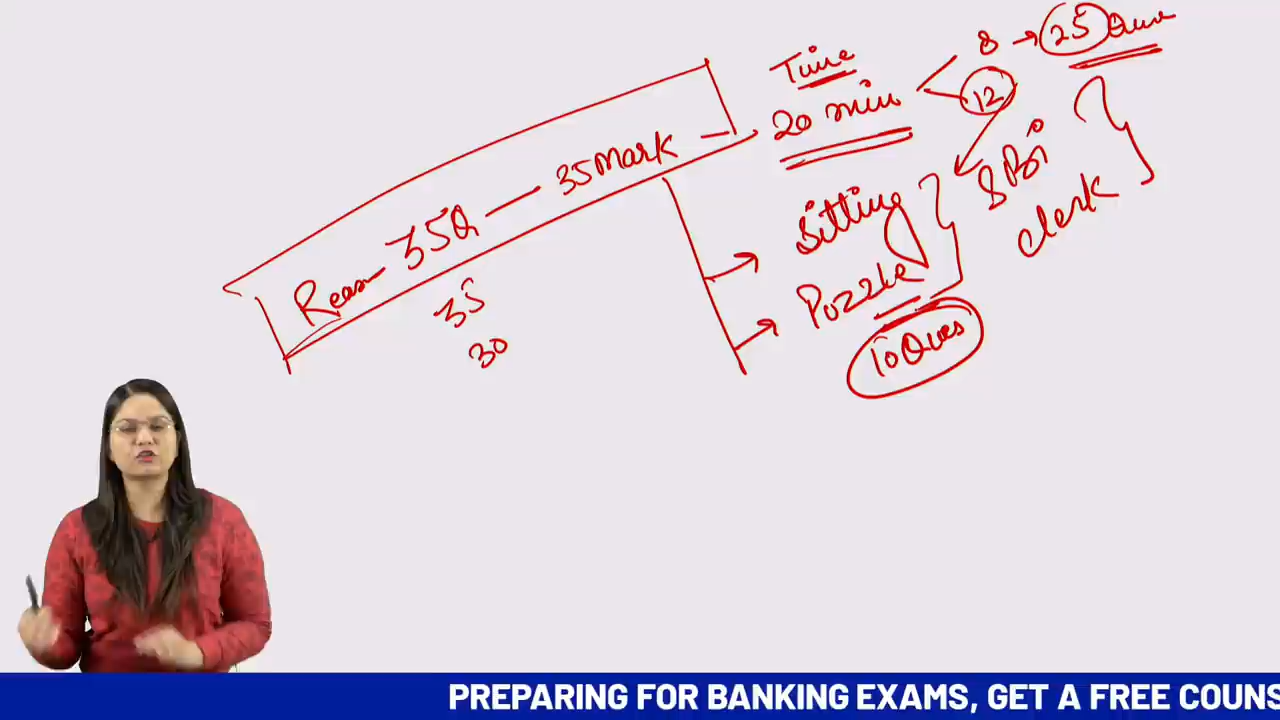 Reason 35Q — 35 Mark
35
30
Time
20 min
8 → 25 Ques
12
Sitting
Puzzle
10 Ques
SBI
clerk
PREPARING FOR BANKING EXAMS, GET A FREE COUNS